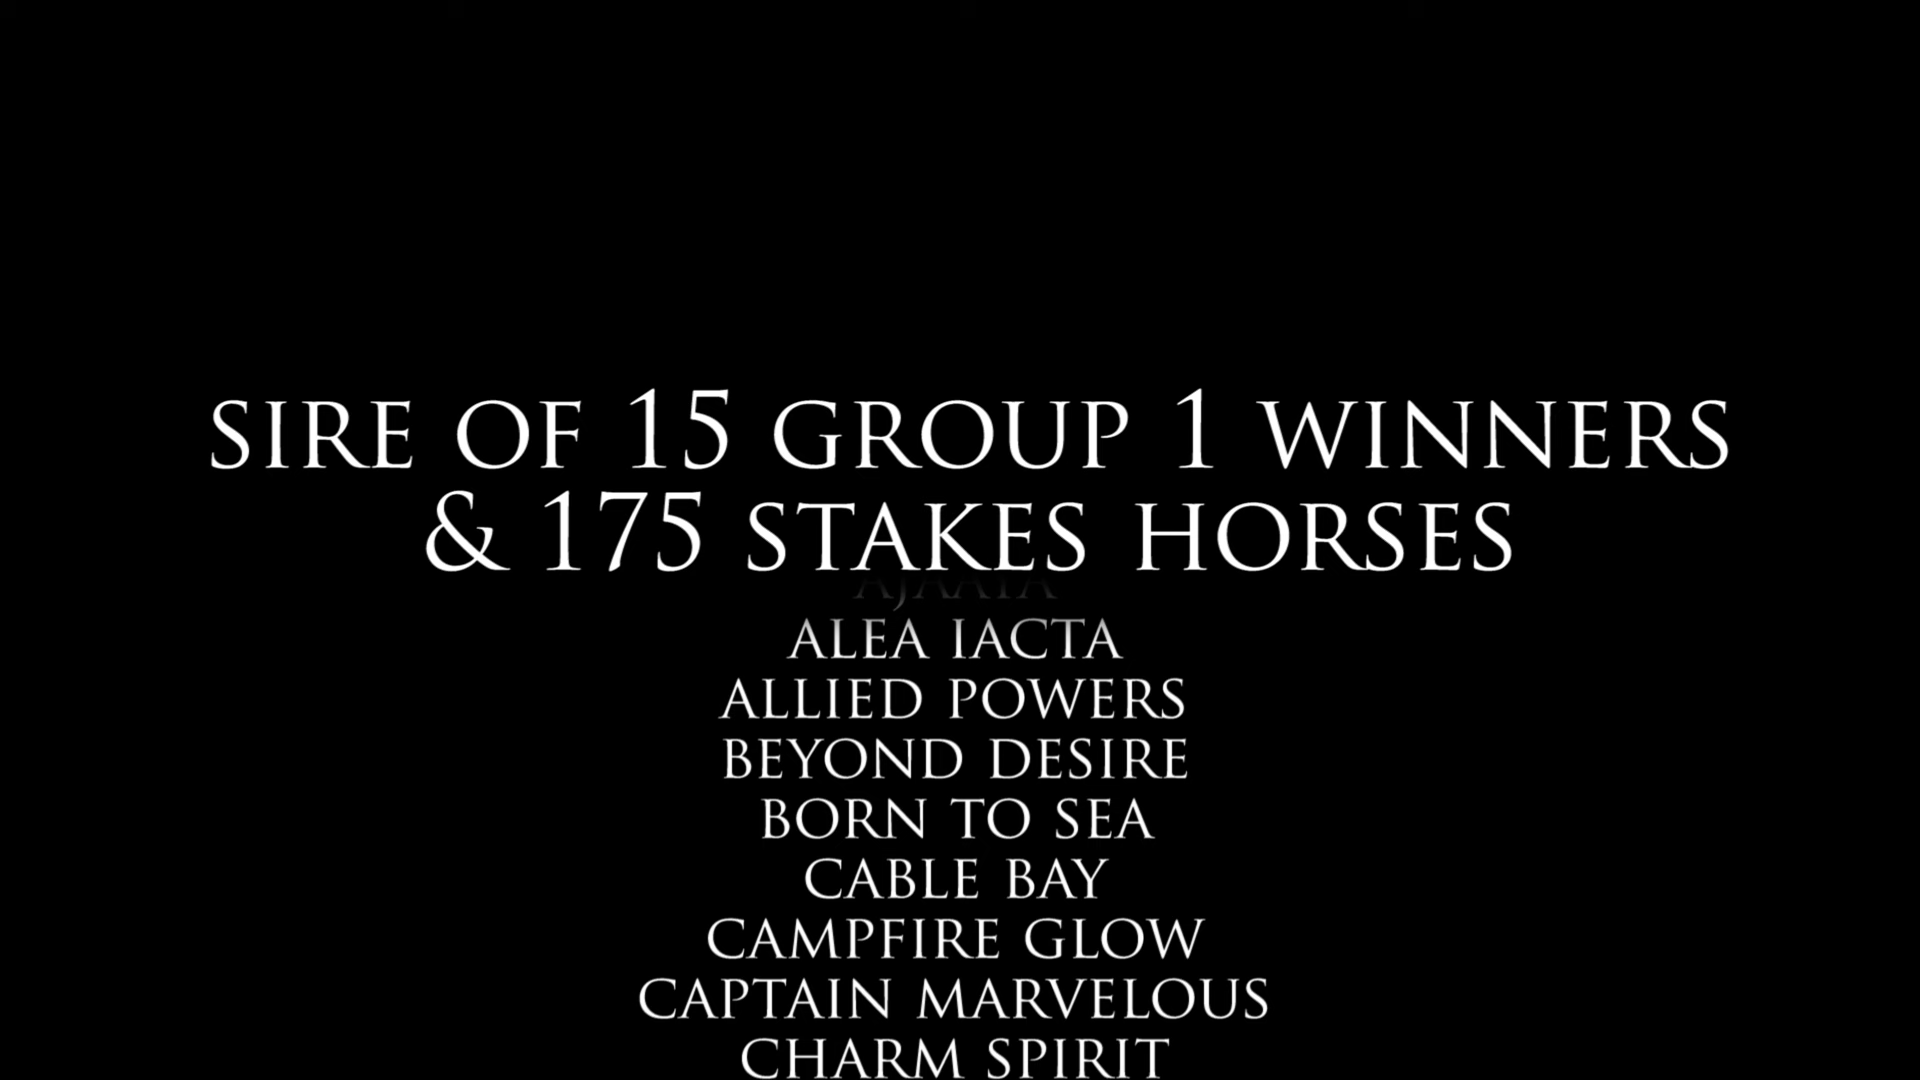 SIRE OF 15 GROUP 1 WINNERS
& 175 STAKES HORSES
AJAAYA
ALEA IACTA
ALLIED POWERS
BEYOND DESIRE
BORN TO SEA
CABLE BAY
CAMPFIRE GLOW
CAPTAIN MARVELOUS
CHARM SPIRIT